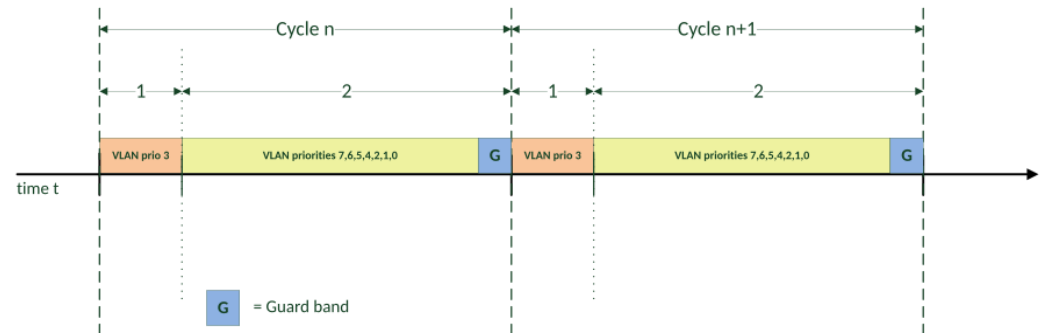 Cycle n
Cycle n+1
1
2
1
2
VLAN prio 3
VLAN priorities 7,6,5,4,2,1,0
G
VLAN prio 3
VLAN priorities 7,6,5,4,2,1,0
G
time t
G
= Guard band